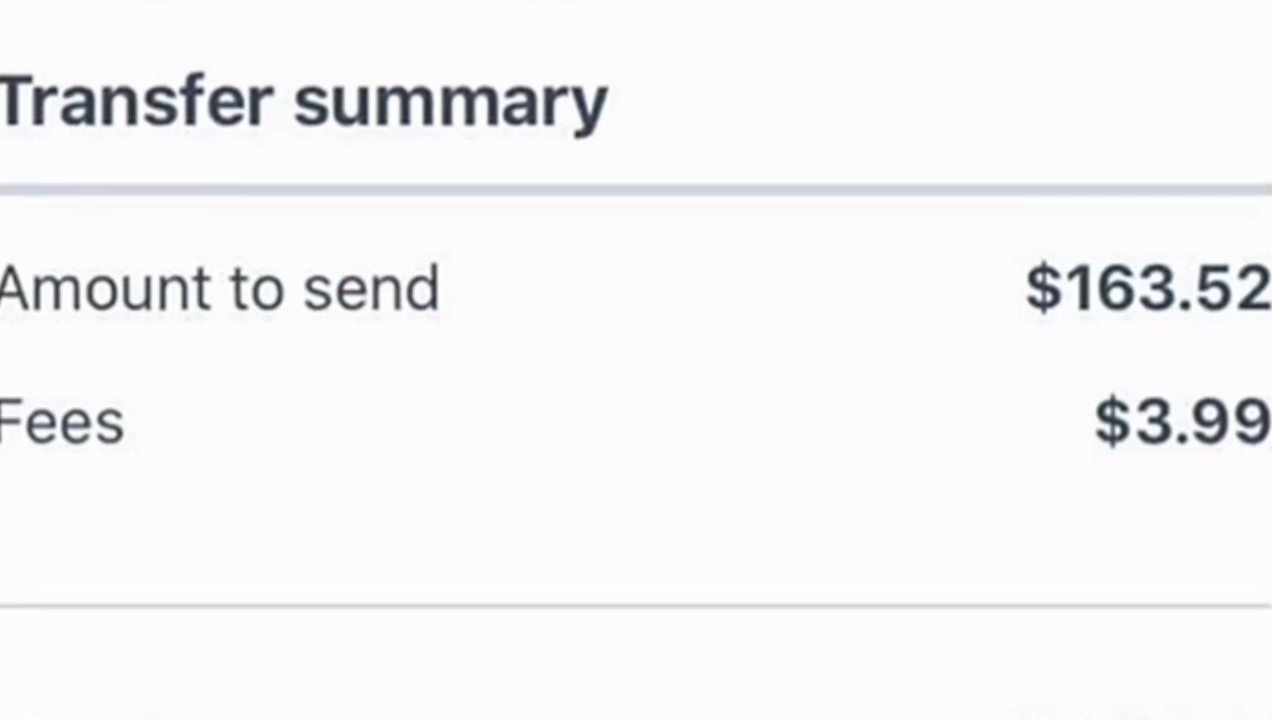 Transfer summary
Amount to send $163.52
Fees $3.99